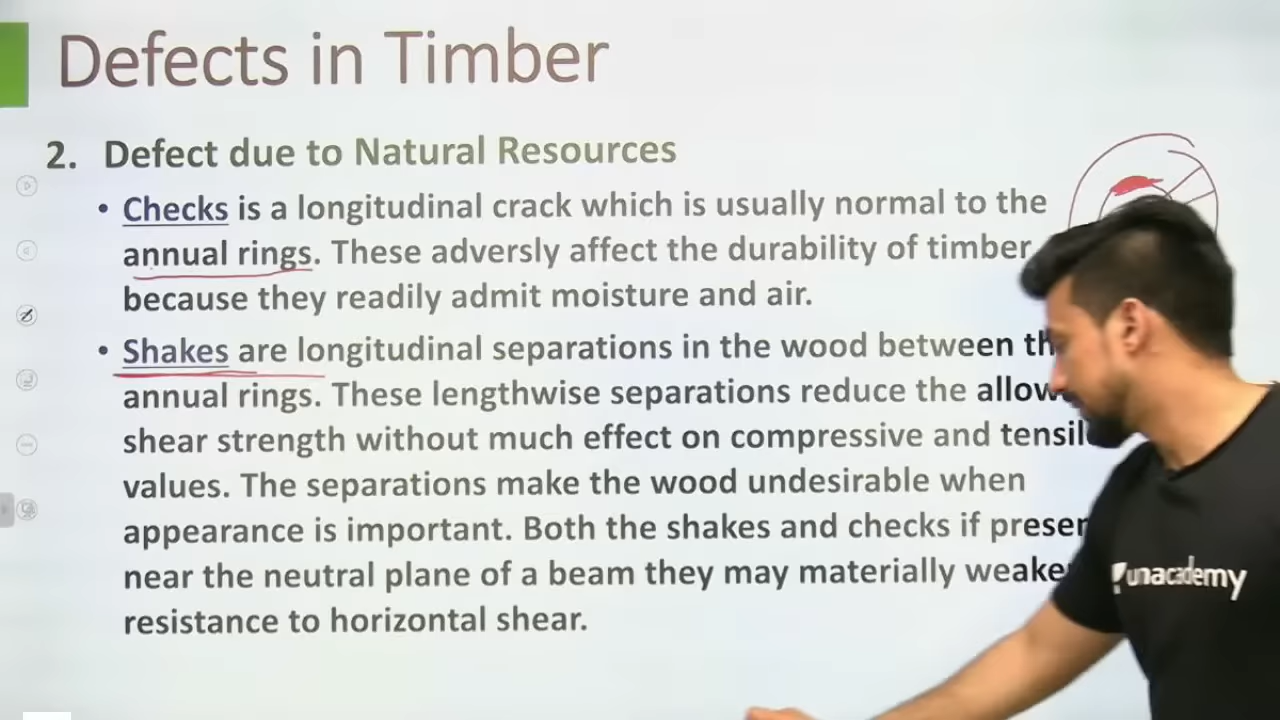 Defects in Timber
2. Defect due to Natural Resources
• Checks is a longitudinal crack which is usually normal to the
annual rings. These adversly affect the durability of timber
because they readily admit moisture and air.
• Shakes are longitudinal separations in the wood between
annual rings. These lengthwise separations reduce the
shear strength without much effect on compressive and
values. The separations make the wood undesirable when
appearance is important. Both the shakes and checks if
near the neutral plane of a beam they may materially
resistance to horizontal shear.
unacademy